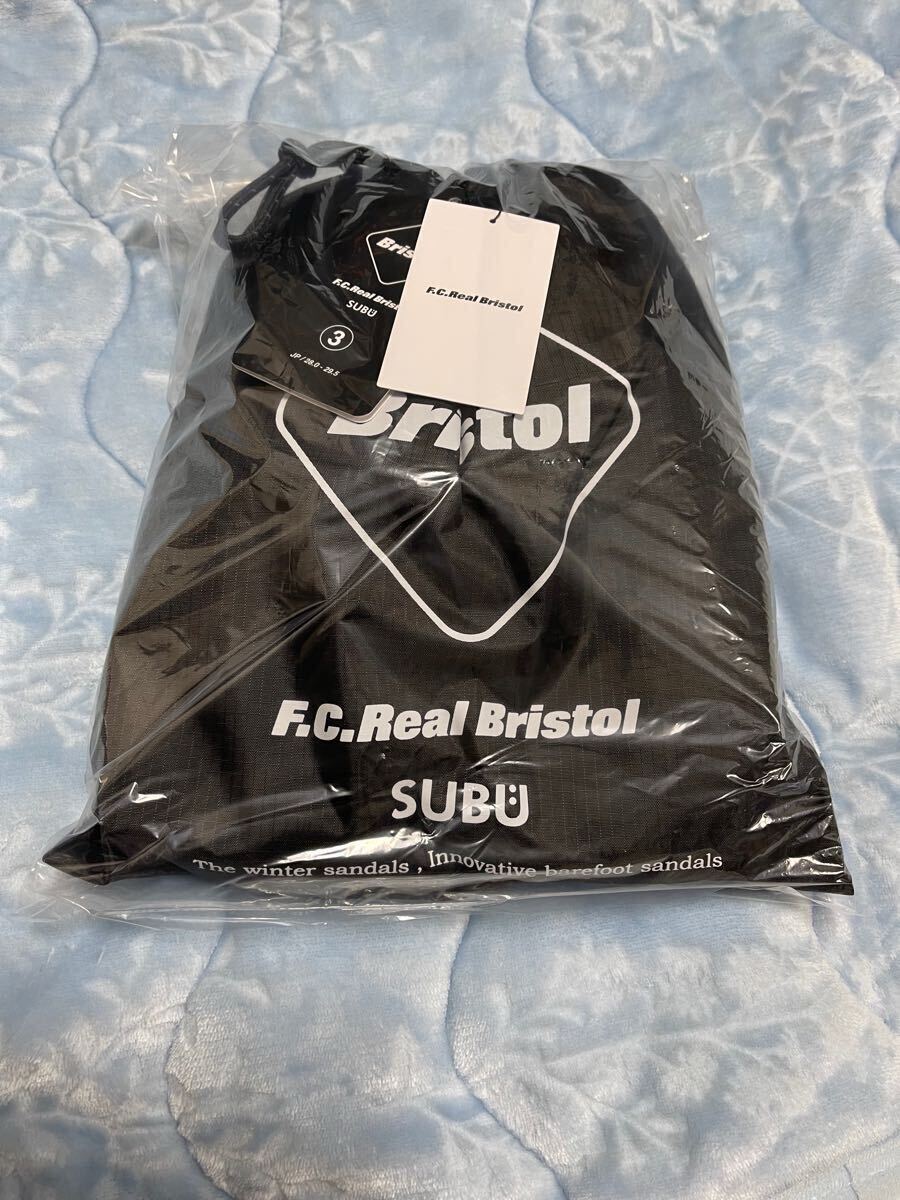 F.C.Real Bristol
SUBU
3
JP / 28.0 - 29.5
F.C.Real Bristol
Bristol
F.C.Real Bristol
SUBU
The winter sandals , Innovative barefoot sandals